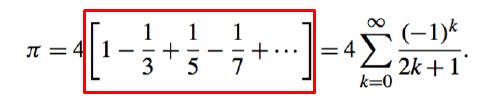 π = 4[1 − 1/3 + 1/5 − 1/7 + ⋯] = 4 ∑_{k=0}^{∞} (−1)^k/(2k+1).